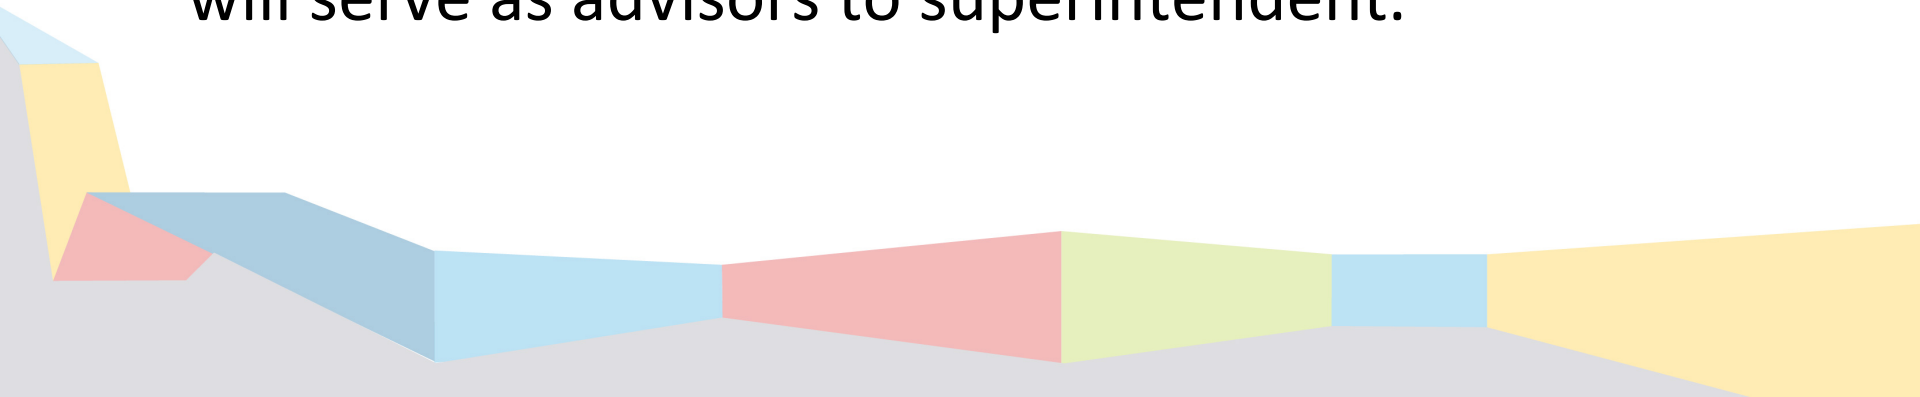 will serve as advisors to superintendent.